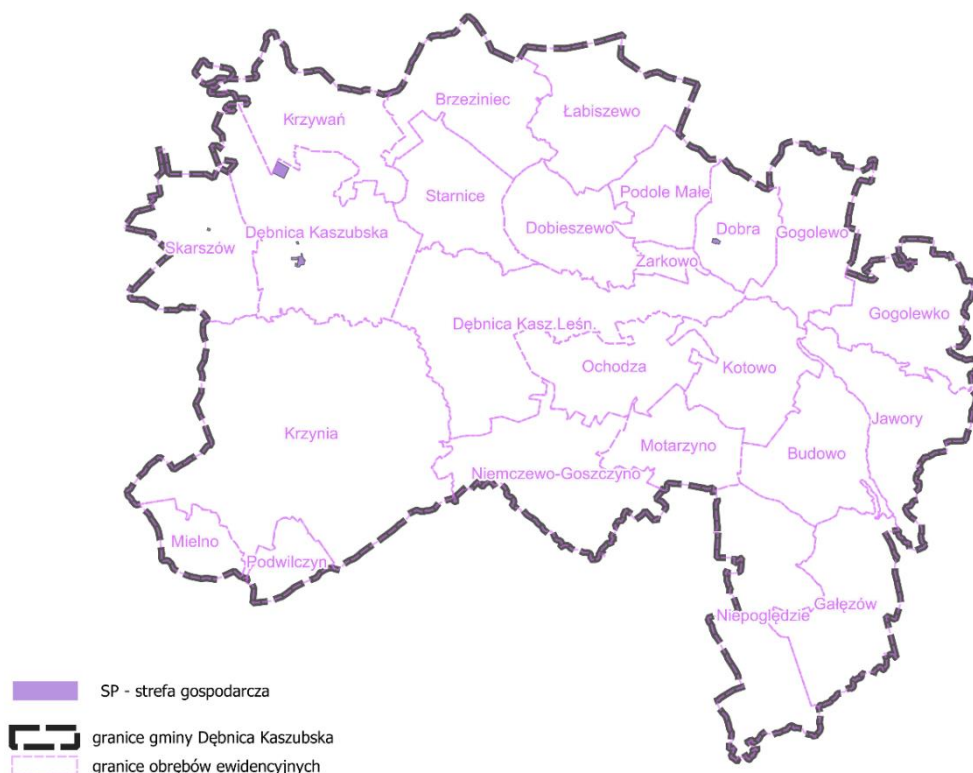 Brzeziniec
Łabiszewo
Krzywań
Starnice
Podole Małe
Dębnica Kaszubska
Dobieszewo
Dobra
Gogolewo
Skarszów
Żarkowo
Gogolewko
Dębnica Kasz.Leśn.
Ochodza
Kotowo
Jawory
Krzynia
Motarzyno
Budowo
Niemczewo-Goszczyno
Mielno
Podwilczyn
Niepoględzie
Gałęzów
SP - strefa gospodarcza
granice gminy Dębnica Kaszubska
granice obrębów ewidencyjnych